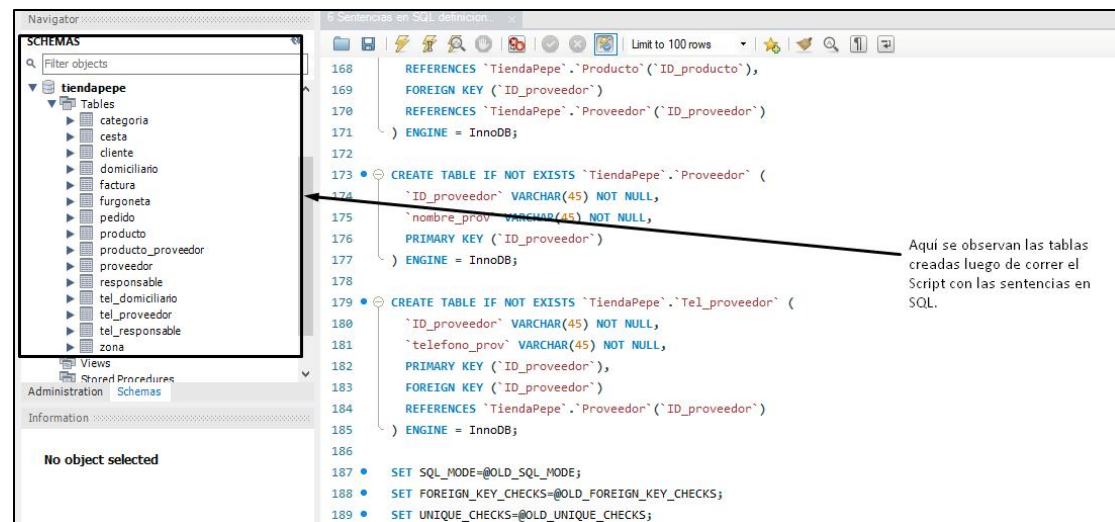 Navigator
SCHEMAS
Filter objects
tiendapepe
Tables
categoria
cesta
cliente
domiciliario
factura
furgoneta
pedido
producto
producto_proveedor
proveedor
responsable
tel_domiciliario
tel_proveedor
tel_responsable
zona
Views
Stored Procedures
Administration Schemas
Information
No object selected
6 Sentencias en SQL definicion...
Limit to 100 rows
168 REFERENCES `TiendaPepe`.`Producto`(`ID_producto`),
169 FOREIGN KEY (`ID_proveedor`)
170 REFERENCES `TiendaPepe`.`Proveedor`(`ID_proveedor`)
171 ) ENGINE = InnoDB;
172
173 CREATE TABLE IF NOT EXISTS `TiendaPepe`.`Proveedor` (
174 `ID_proveedor` VARCHAR(45) NOT NULL,
175 `nombre_prov` VARCHAR(45) NOT NULL,
176 PRIMARY KEY (`ID_proveedor`)
177 ) ENGINE = InnoDB;
178
179 CREATE TABLE IF NOT EXISTS `TiendaPepe`.`Tel_proveedor` (
180 `ID_proveedor` VARCHAR(45) NOT NULL,
181 `telefono_prov` VARCHAR(45) NOT NULL,
182 PRIMARY KEY (`ID_proveedor`),
183 FOREIGN KEY (`ID_proveedor`)
184 REFERENCES `TiendaPepe`.`Proveedor`(`ID_proveedor`)
185 ) ENGINE = InnoDB;
186
187 SET SQL_MODE=@OLD_SQL_MODE;
188 SET FOREIGN_KEY_CHECKS=@OLD_FOREIGN_KEY_CHECKS;
189 SET UNIQUE_CHECKS=@OLD_UNIQUE_CHECKS;
Aquí se observan las tablas
creadas luego de correr el
Script con las sentencias en
SQL.